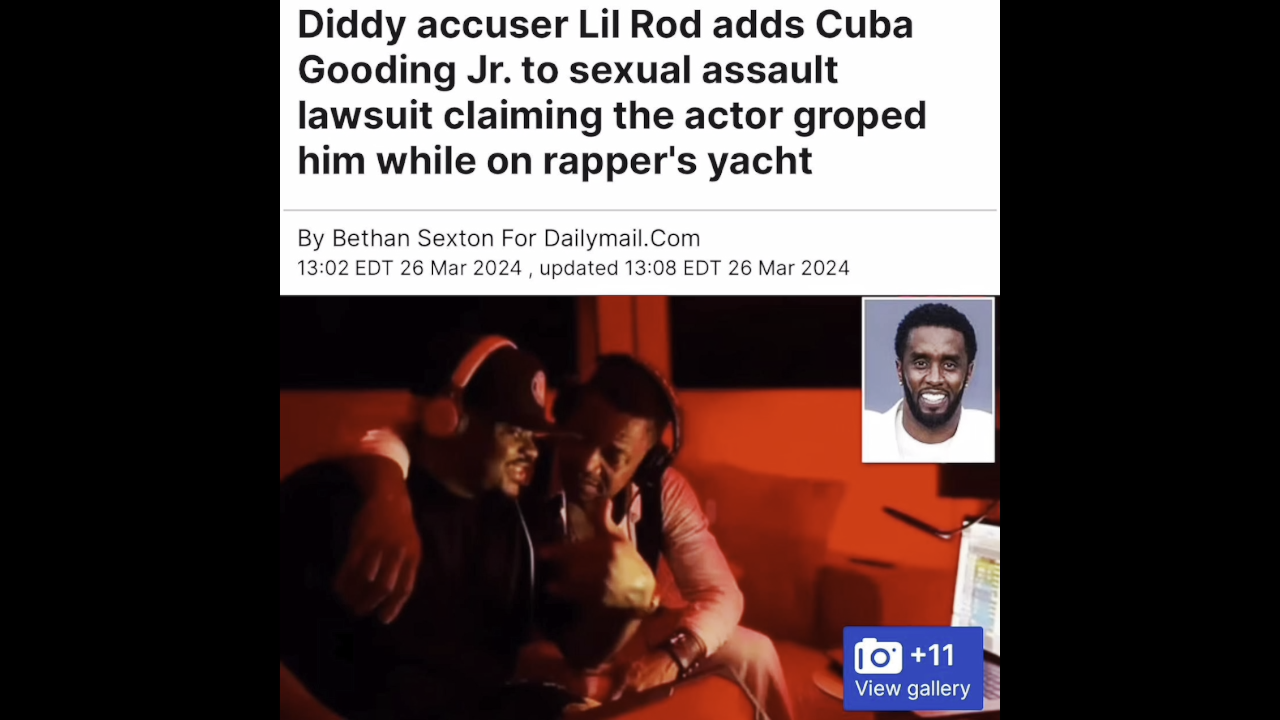 Diddy accuser Lil Rod adds Cuba
Gooding Jr. to sexual assault
lawsuit claiming the actor groped
him while on rapper's yacht
By Bethan Sexton For Dailymail.Com
13:02 EDT 26 Mar 2024 , updated 13:08 EDT 26 Mar 2024
+11
View gallery